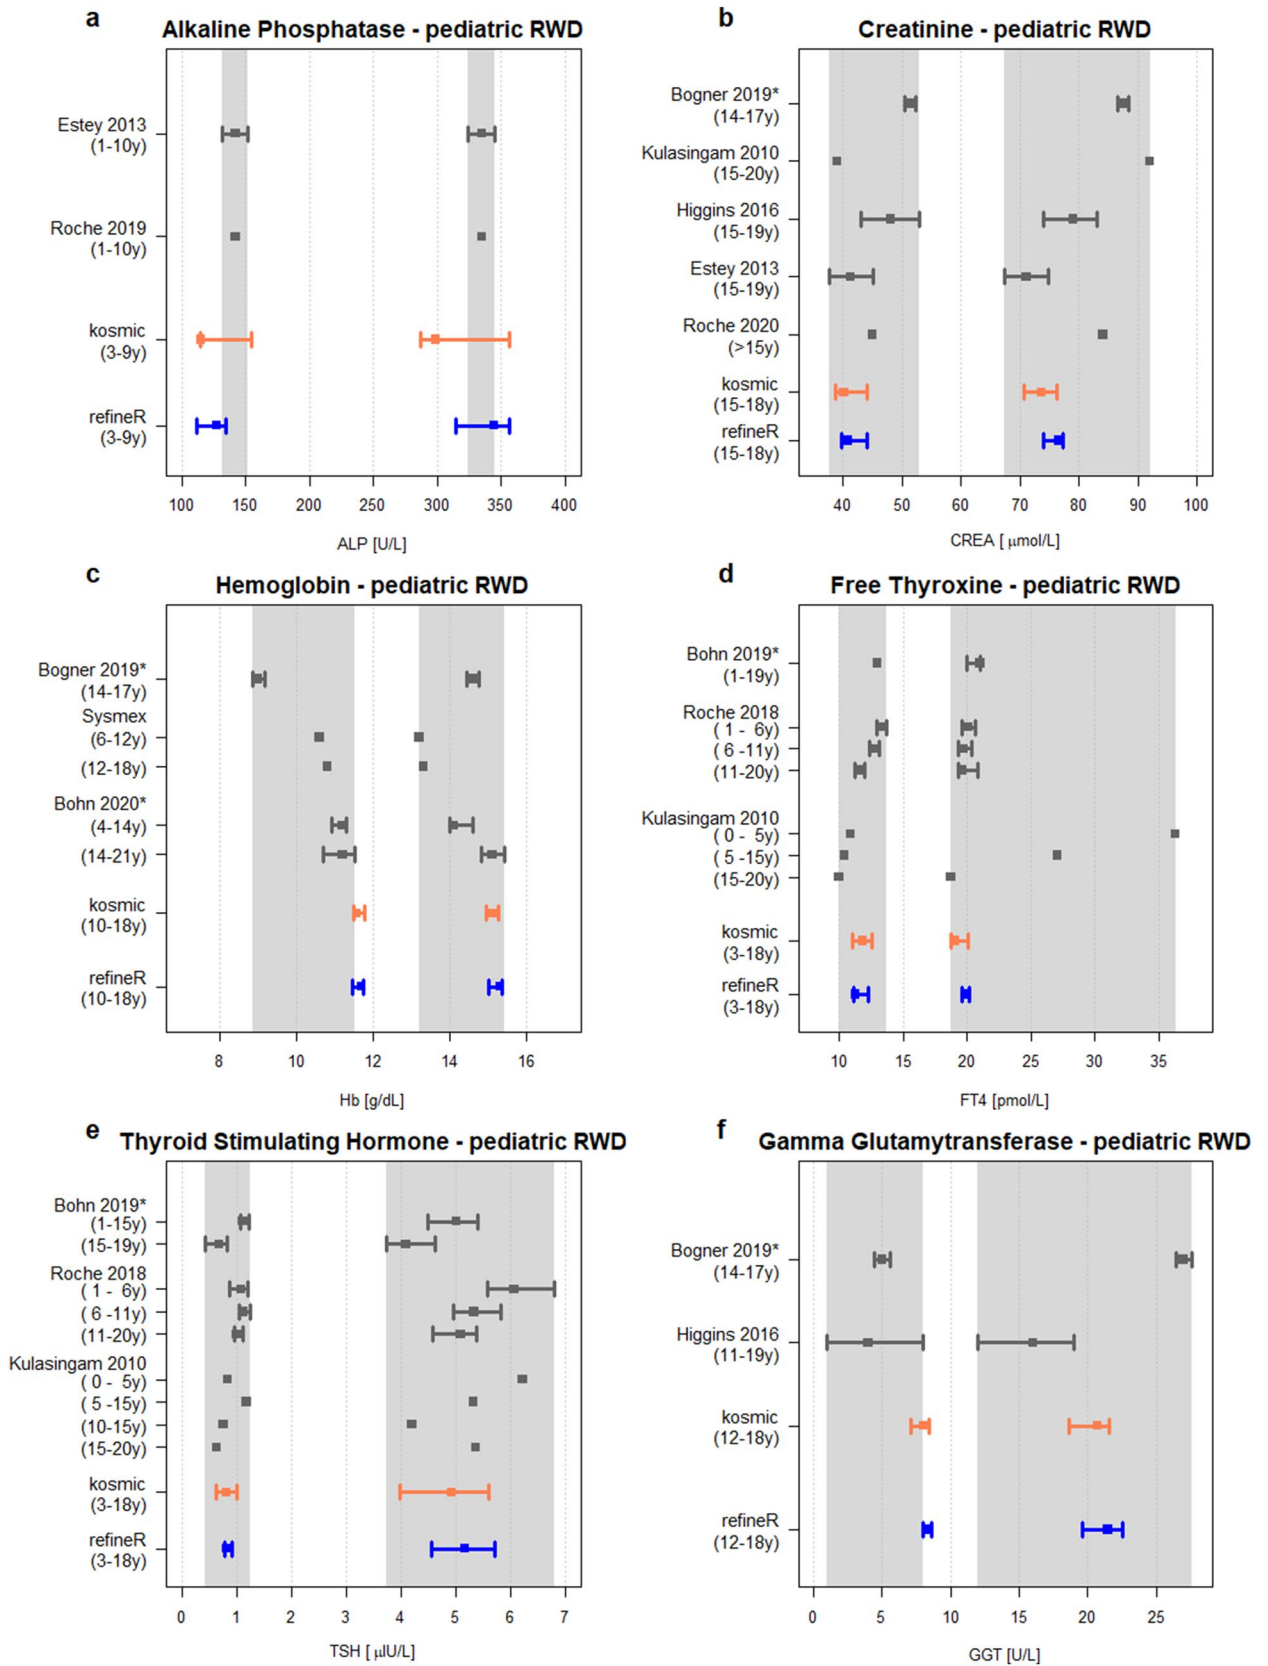 a
Alkaline Phosphatase - pediatric RWD
Estey 2013
(1-10y)
Roche 2019
(1-10y)
kosmic
(3-9y)
refineR
(3-9y)
100 150 200 250 300 350 400
ALP [U/L]
b
Creatinine - pediatric RWD
Bogner 2019*
(14-17y)
Kulasingam 2010
(15-20y)
Higgins 2016
(15-19y)
Estey 2013
(15-19y)
Roche 2020
(>15y)
kosmic
(15-18y)
refineR
(15-18y)
40 50 60 70 80 90 100
CREA [ μmol/L]
c
Hemoglobin - pediatric RWD
Bogner 2019*
(14-17y)
Sysmex
(6-12y)
(12-18y)
Bohn 2020*
(4-14y)
(14-21y)
kosmic
(10-18y)
refineR
(10-18y)
8 10 12 14 16
Hb [g/dL]
d
Free Thyroxine - pediatric RWD
Bohn 2019*
(1-19y)
Roche 2018
( 1 - 6y)
( 6 -11y)
(11-20y)
Kulasingam 2010
( 0 - 5y)
( 5 -15y)
(15-20y)
kosmic
(3-18y)
refineR
(3-18y)
10 15 20 25 30 35
FT4 [pmol/L]
e
Thyroid Stimulating Hormone - pediatric RWD
Bohn 2019*
(1-15y)
(15-19y)
Roche 2018
( 1 - 6y)
( 6 -11y)
(11-20y)
Kulasingam 2010
( 0 - 5y)
( 5 -15y)
(10-15y)
(15-20y)
kosmic
(3-18y)
refineR
(3-18y)
0 1 2 3 4 5 6 7
TSH [ μIU/L]
f
Gamma Glutamytransferase - pediatric RWD
Bogner 2019*
(14-17y)
Higgins 2016
(11-19y)
kosmic
(12-18y)
refineR
(12-18y)
0 5 10 15 20 25
GGT [U/L]